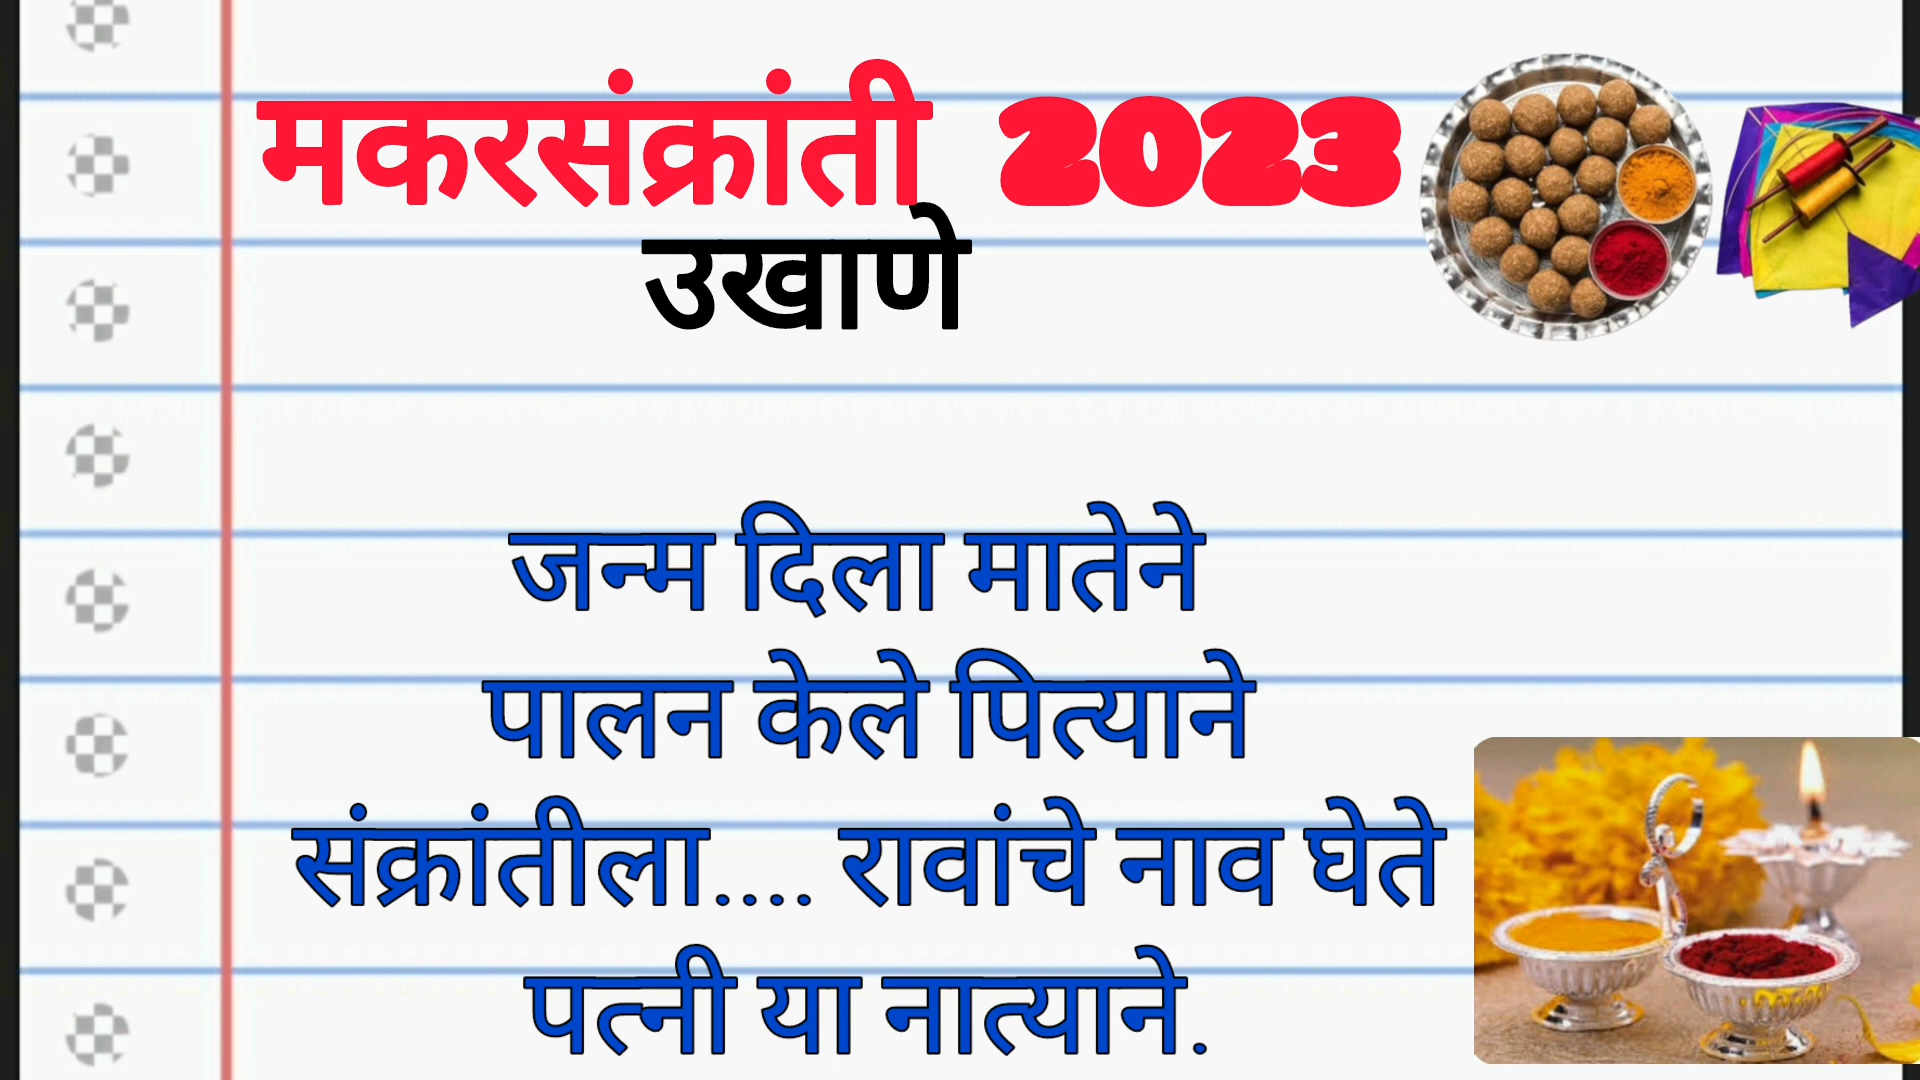 मकरसंक्रांती 2023
उखाणे
जन्म दिला मातेने
पालन केले पित्याने
संक्रांतीला.... रावांचे नाव घेते
पत्नी या नात्याने.